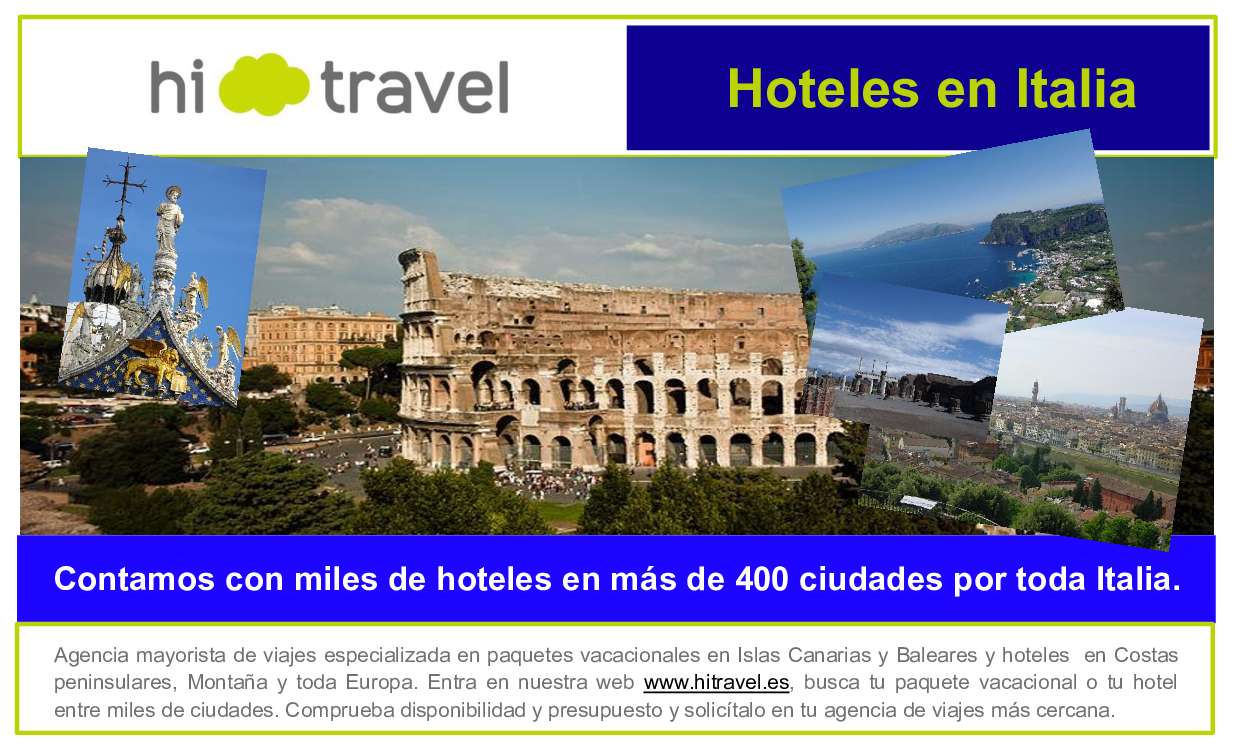 hi travel
Hoteles en Italia
Contamos con miles de hoteles en más de 400 ciudades por toda Italia.
Agencia mayorista de viajes especializada en paquetes vacacionales en Islas Canarias y Baleares y hoteles en Costas
peninsulares, Montaña y toda Europa. Entra en nuestra web www.hitravel.es, busca tu paquete vacacional o tu hotel
entre miles de ciudades. Comprueba disponibilidad y presupuesto y solicítalo en tu agencia de viajes más cercana.